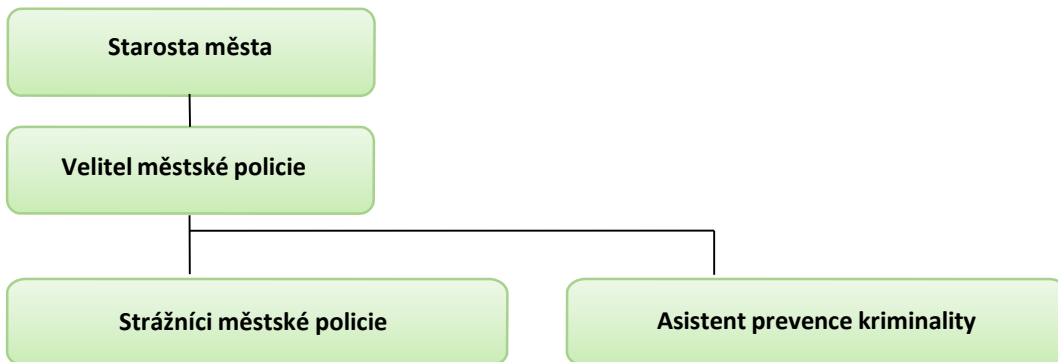 Starosta města
Velitel městské policie
Strážníci městské policie
Asistent prevence kriminality